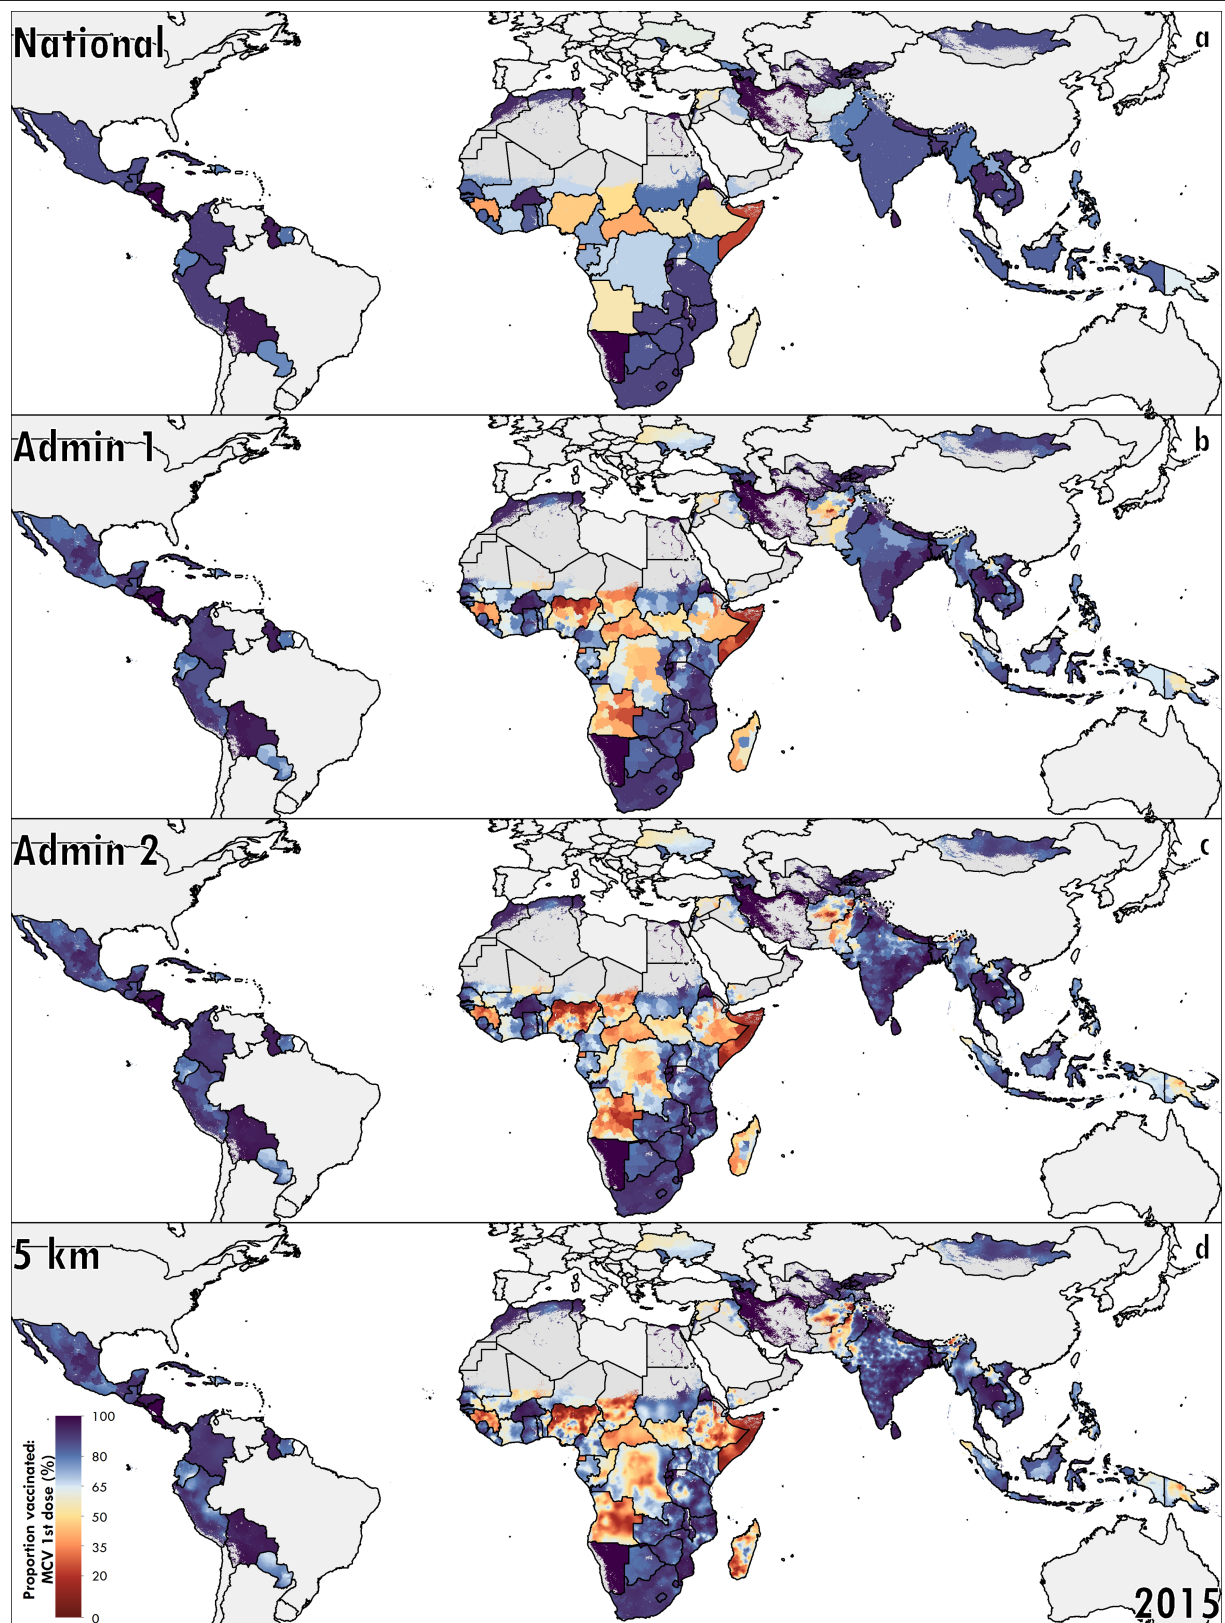 National
a
Admin 1
b
Admin 2
c
5 km
d
Proportion vaccinated:
MCV 1st dose (%)
100
80
65
50
35
20
0
2015